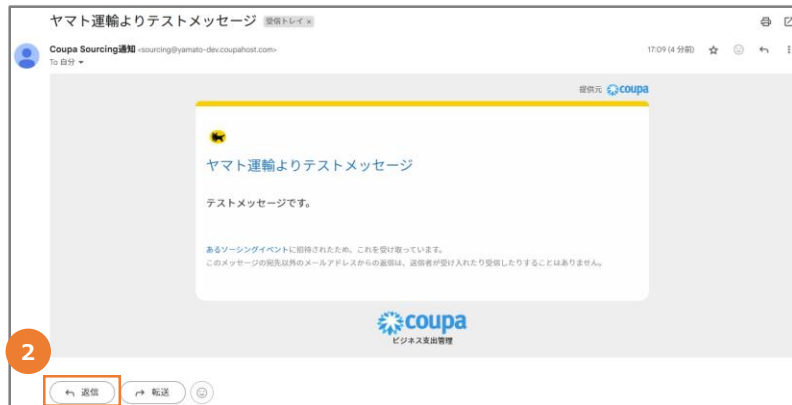 ヤマト運輸よりテストメッセージ 受信トレイ ×
Coupa Sourcing通知 <sourcing@yamato-dev.coupahost.com>
17:09 (4 分前)
To 自分
提供元 coupa
ヤマト運輸よりテストメッセージ
テストメッセージです。
あるソーシングイベントに招待されたため、これを受け取っています。
このメッセージの宛先以外のメールアドレスからの返信は、送信者が受け入れたり受信したりすることはありません。
coupa
ビジネス支出管理
2
返信 転送